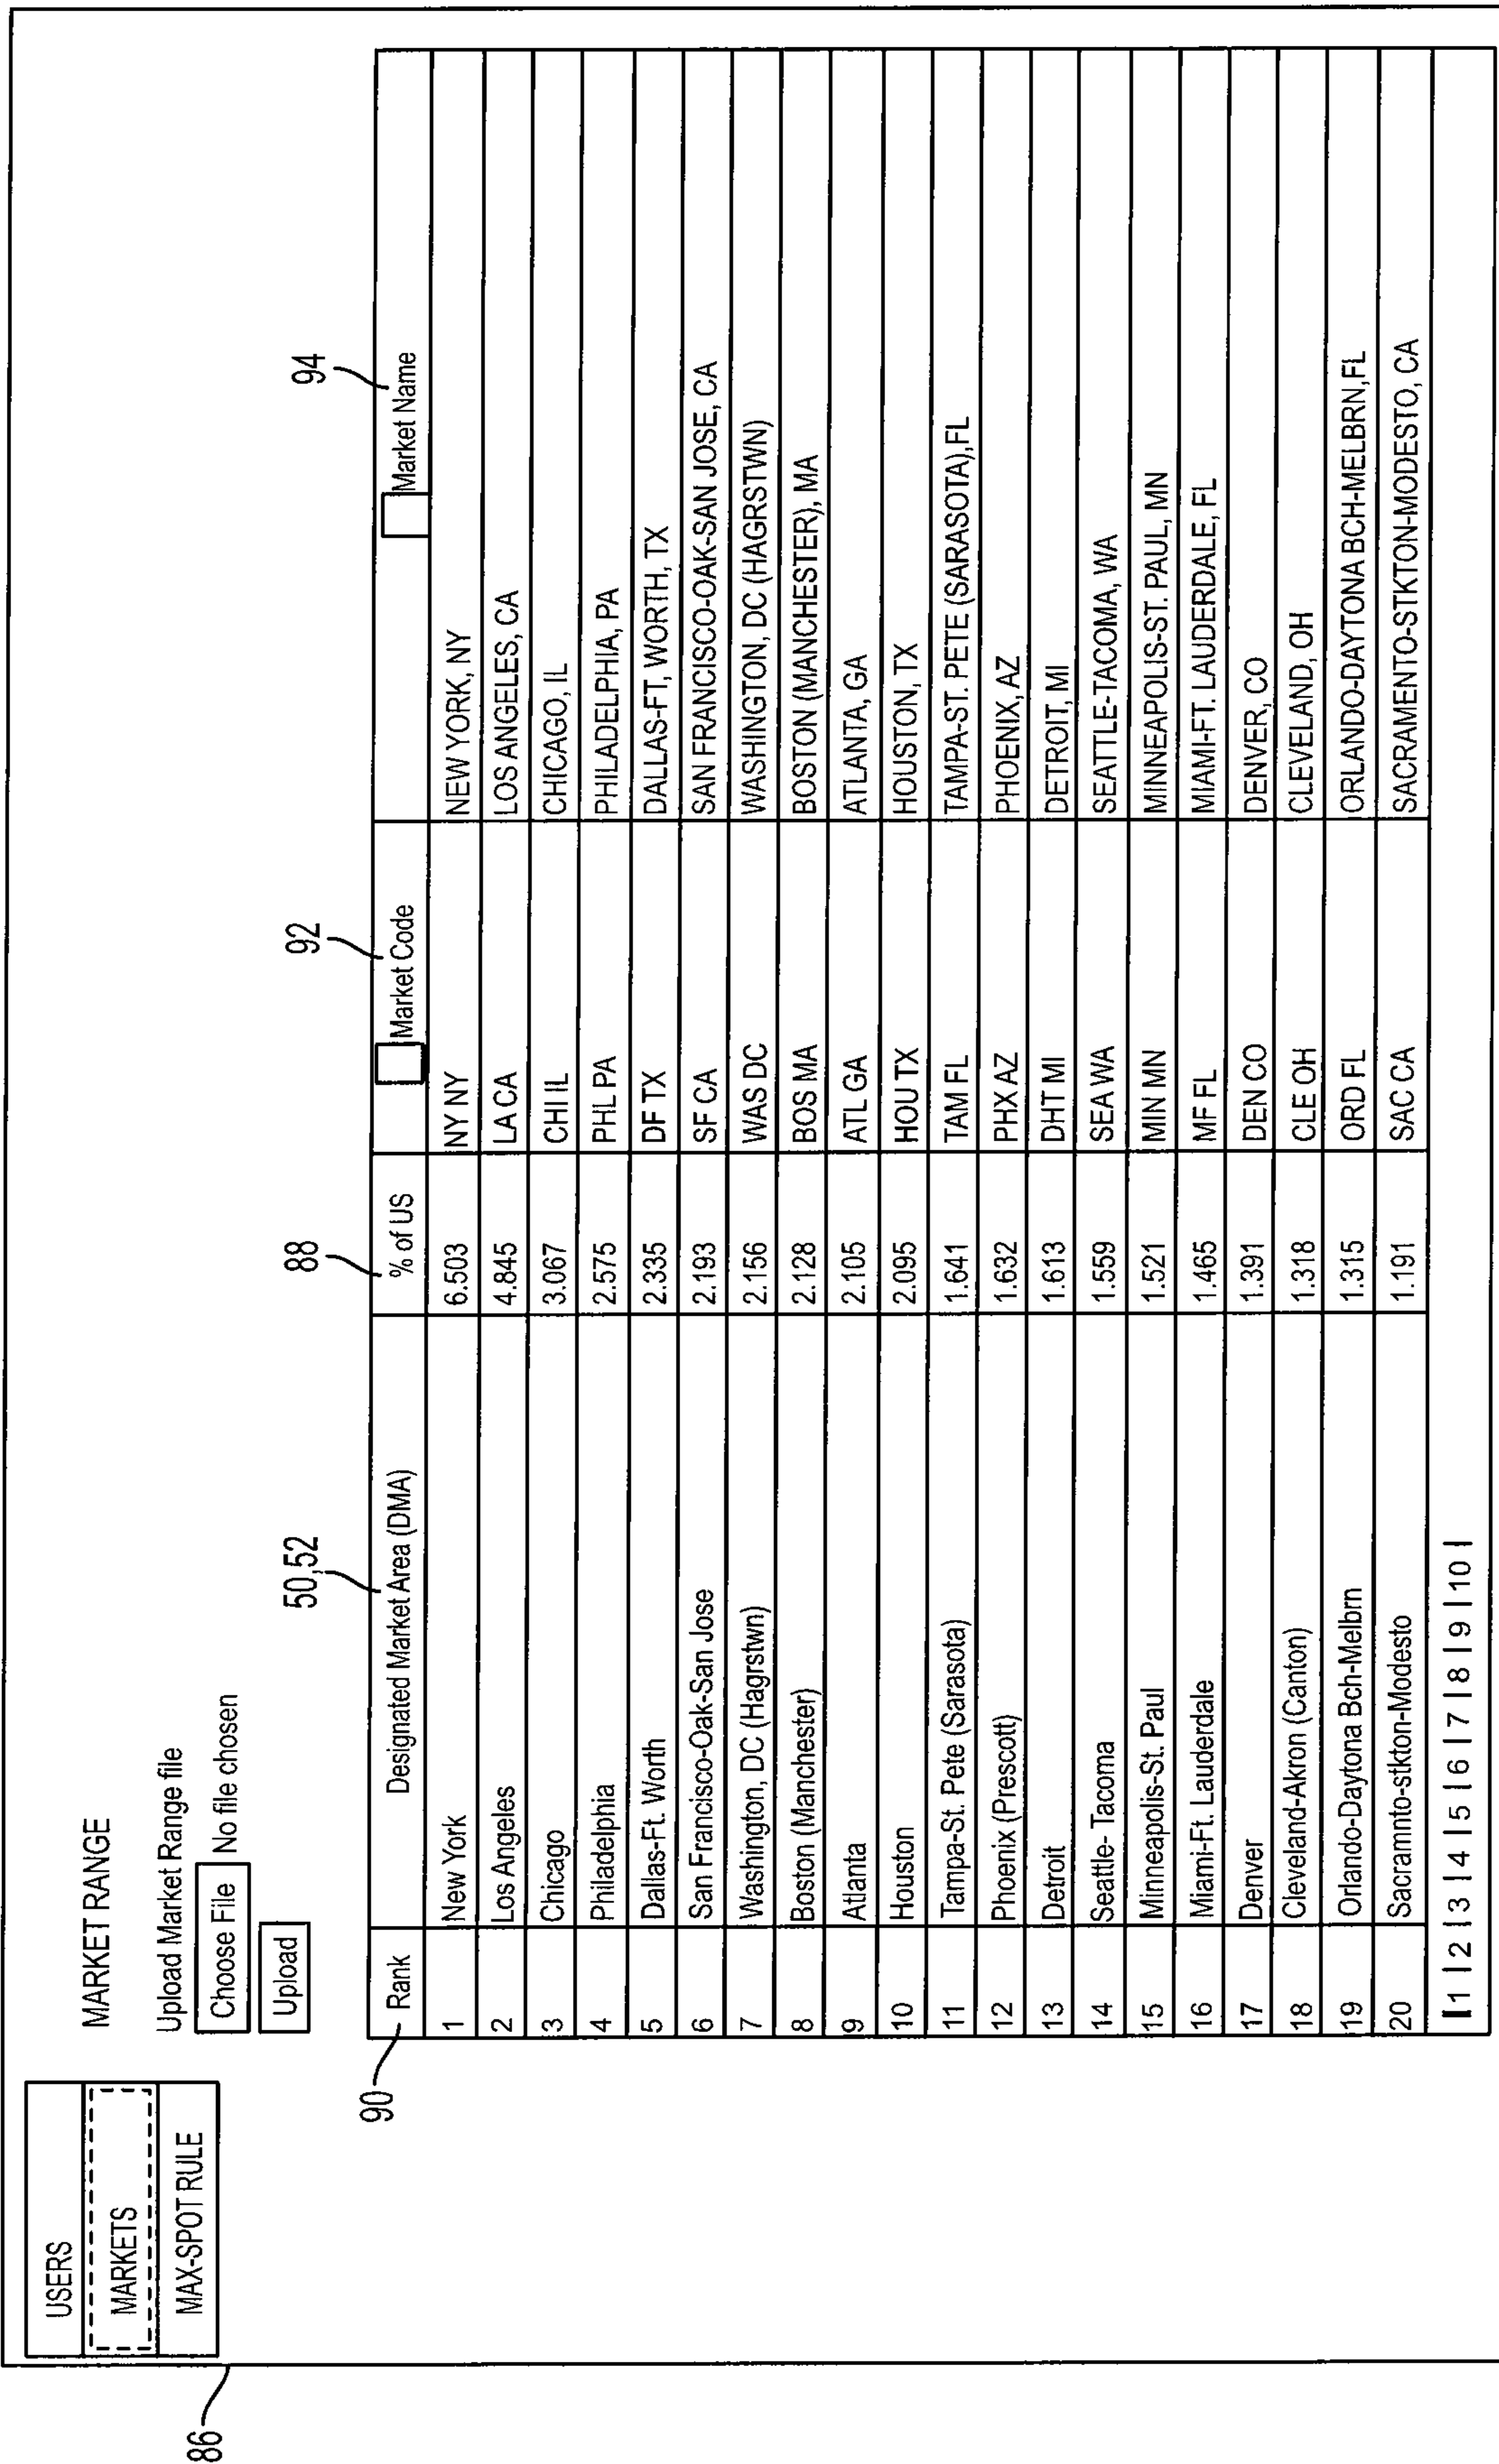 86
USERS
MARKETS
MAX-SPOT RULE
MARKET RANGE
Upload Market Range file
Choose File No file chosen
Upload
90 50,52 88 92 94
Rank Designated Market Area (DMA) % of US Market Code Market Name
1 New York 6.503 NY NY NEW YORK, NY
2 Los Angeles 4.845 LA CA LOS ANGELES, CA
3 Chicago 3.067 CHI IL CHICAGO, IL
4 Philadelphia 2.575 PHL PA PHILADELPHIA, PA
5 Dallas-Ft. Worth 2.335 DF TX DALLAS-FT, WORTH, TX
6 San Francisco-Oak-San Jose 2.193 SF CA SAN FRANCISCO-OAK-SAN JOSE, CA
7 Washington, DC (Hagrstwn) 2.156 WAS DC WASHINGTON, DC (HAGRSTWN)
8 Boston (Manchester) 2.128 BOS MA BOSTON (MANCHESTER), MA
9 Atlanta 2.105 ATL GA ATLANTA, GA
10 Houston 2.095 HOU TX HOUSTON, TX
11 Tampa-St. Pete (Sarasota) 1.641 TAM FL TAMPA-ST. PETE (SARASOTA),FL
12 Phoenix (Prescott) 1.632 PHX AZ PHOENIX, AZ
13 Detroit 1.613 DHT MI DETROIT, MI
14 Seattle- Tacoma 1.559 SEA WA SEATTLE-TACOMA, WA
15 Minneapolis-St. Paul 1.521 MIN MN MINNEAPOLIS-ST. PAUL, MN
16 Miami-Ft. Lauderdale 1.465 MF FL MIAMI-FT. LAUDERDALE, FL
17 Denver 1.391 DEN CO DENVER, CO
18 Cleveland-Akron (Canton) 1.318 CLE OH CLEVELAND, OH
19 Orlando-Daytona Bch-Melbrn 1.315 ORD FL ORLANDO-DAYTONA BCH-MELBRN,FL
20 Sacramnto-stkton-Modesto 1.191 SAC CA SACRAMENTO-STKTON-MODESTO, CA
| 1 | 2 | 3 | 4 | 5 | 6 | 7 | 8 | 9 | 10 |